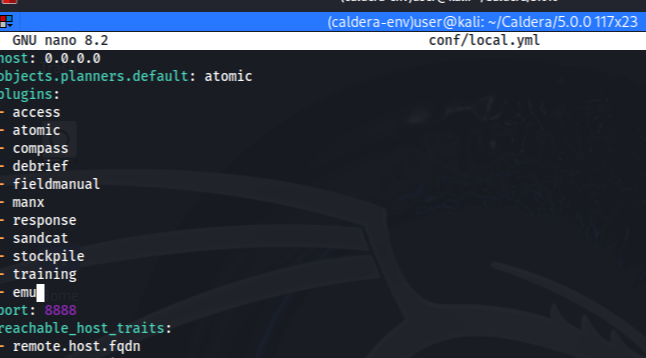 (caldera-env)user@kali: ~/Caldera/5.0.0 117x23
GNU nano 8.2 conf/local.yml
host: 0.0.0.0
objects.planners.default: atomic
plugins:
- access
- atomic
- compass
- debrief
- fieldmanual
- manx
- response
- sandcat
- stockpile
- training
- emu
port: 8888
reachable_host_traits:
- remote.host.fqdn